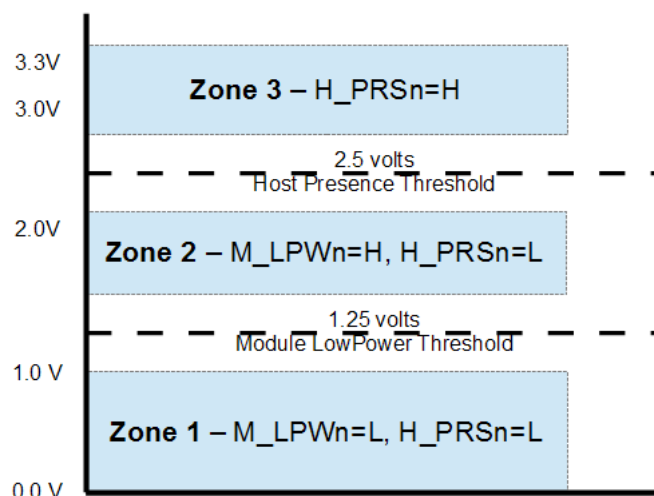 3.3V
Zone 3 – H_PRSn=H
3.0V
2.5 volts
Host Presence Threshold
2.0V
Zone 2 – M_LPWn=H, H_PRSn=L
1.25 volts
Module LowPower Threshold
1.0 V
Zone 1 – M_LPWn=L, H_PRSn=L
0.0 V